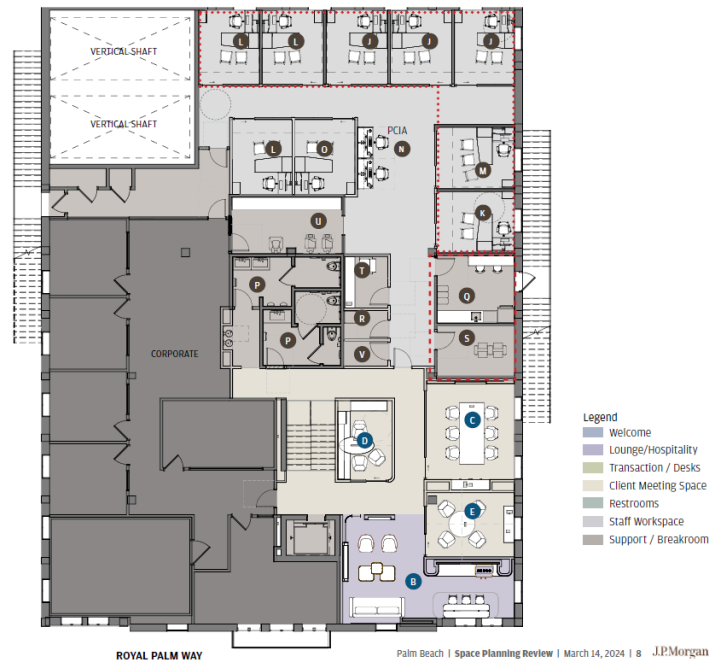 VERTICAL SHAFT
VERTICAL SHAFT
L
L
J
J
J
PCIA
L
O
N
M
K
U
T
P
Q
R
P
S
V
CORPORATE
C
D
E
B
Legend
Welcome
Lounge/Hospitality
Transaction / Desks
Client Meeting Space
Restrooms
Staff Workspace
Support / Breakroom
ROYAL PALM WAY
Palm Beach | Space Planning Review | March 14, 2024 | 8 J.P.Morgan